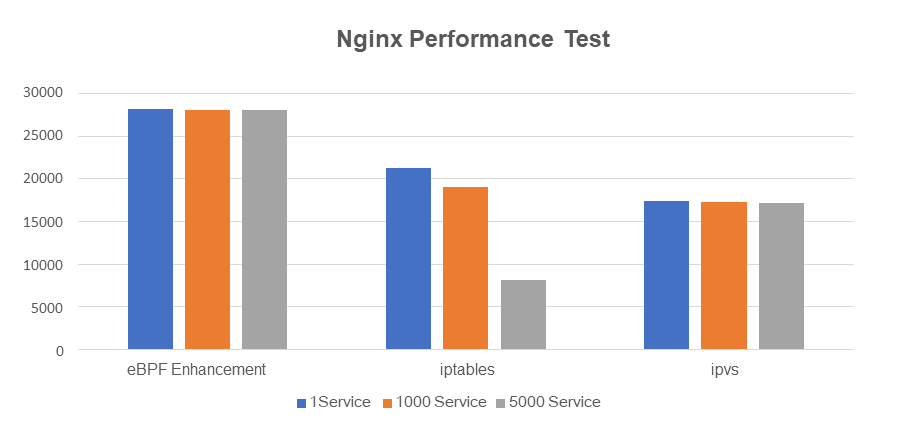 Nginx Performance Test
30000
25000
20000
15000
10000
5000
0
eBPF Enhancement iptables ipvs
1Service 1000 Service 5000 Service